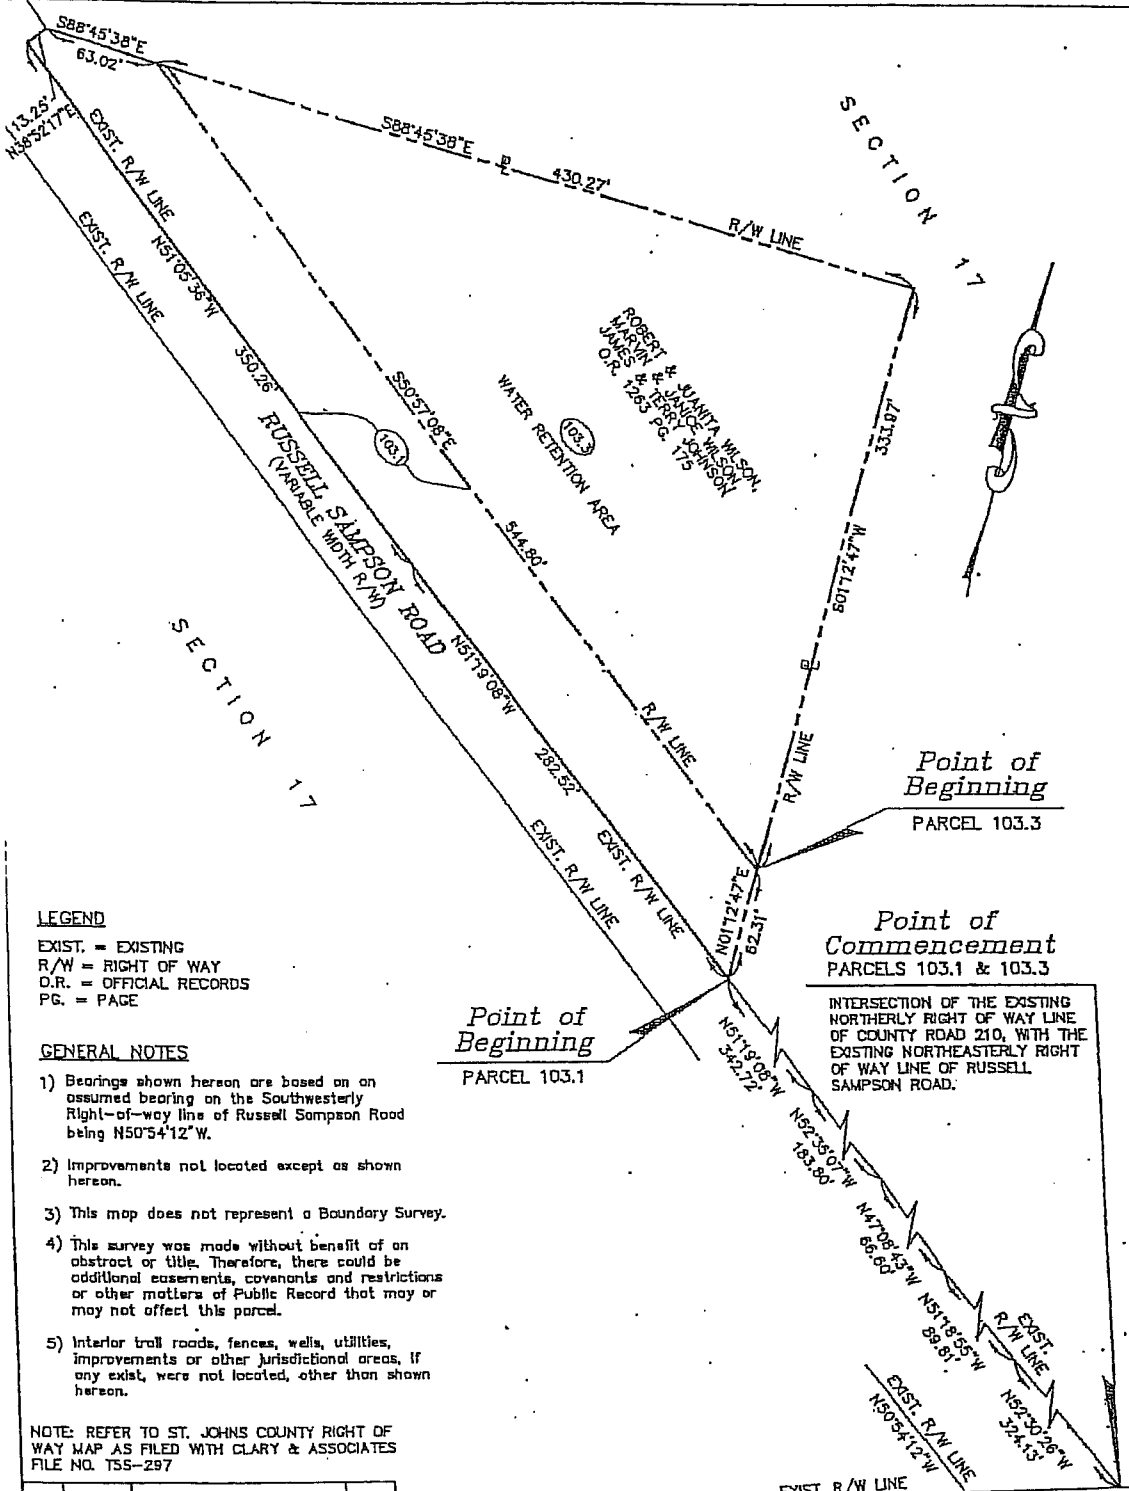 S88°45'38"E
63.02'
13.25'
N38°52'17"E
EXIST. R/W LINE
EXIST. R/W LINE
N51°05'36"W
350.26'
S88°45'38"E
430.27'
R/W LINE
SECTION 17
ROBERT & JUANITA WILSON,
MARVIN & JANICE WILSON,
JAMES & TERRY JOHNSON
O.R. 1263 PG. 175
103.3
WATER RETENTION AREA
S50°57'08"E
544.80'
R/W LINE
103.1
RUSSELL SAMPSON ROAD
(VARIABLE WIDTH R/W)
333.97'
S01°12'47"W
R/W LINE
SECTION 17
N51°19'08"W
282.52'
EXIST. R/W LINE
EXIST. R/W LINE
Point of
Beginning
PARCEL 103.3
N01°12'47"E
62.31'
LEGEND
EXIST. = EXISTING
R/W = RIGHT OF WAY
O.R. = OFFICIAL RECORDS
PG. = PAGE
Point of
Commencement
PARCELS 103.1 & 103.3
INTERSECTION OF THE EXISTING
NORTHERLY RIGHT OF WAY LINE
OF COUNTY ROAD 210, WITH THE
EXISTING NORTHEASTERLY RIGHT
OF WAY LINE OF RUSSELL
SAMPSON ROAD.
Point of
Beginning
PARCEL 103.1
N51°19'08"W
342.72'
N52°35'07"W
183.80'
N47°08'43"W
66.60'
N51°18'55"W
89.81'
EXIST.
R/W LINE
N52°30'26"W
324.13'
EXIST. R/W LINE
N50°54'12"W
EXIST. R/W LINE
GENERAL NOTES
1) Bearings shown hereon are based on an
assumed bearing on the Southwesterly
Right-of-way line of Russell Sampson Road
being N50°54'12"W.
2) Improvements not located except as shown
hereon.
3) This map does not represent a Boundary Survey.
4) This survey was made without benefit of an
abstract or title. Therefore, there could be
additional easements, covenants and restrictions
or other matters of Public Record that may or
may not affect this parcel.
5) Interior trail roads, fences, wells, utilities,
improvements or other jurisdictional areas, if
any exist, were not located, other than shown
hereon.
NOTE: REFER TO ST. JOHNS COUNTY RIGHT OF
WAY MAP AS FILED WITH CLARY & ASSOCIATES
FILE NO. TSS-297